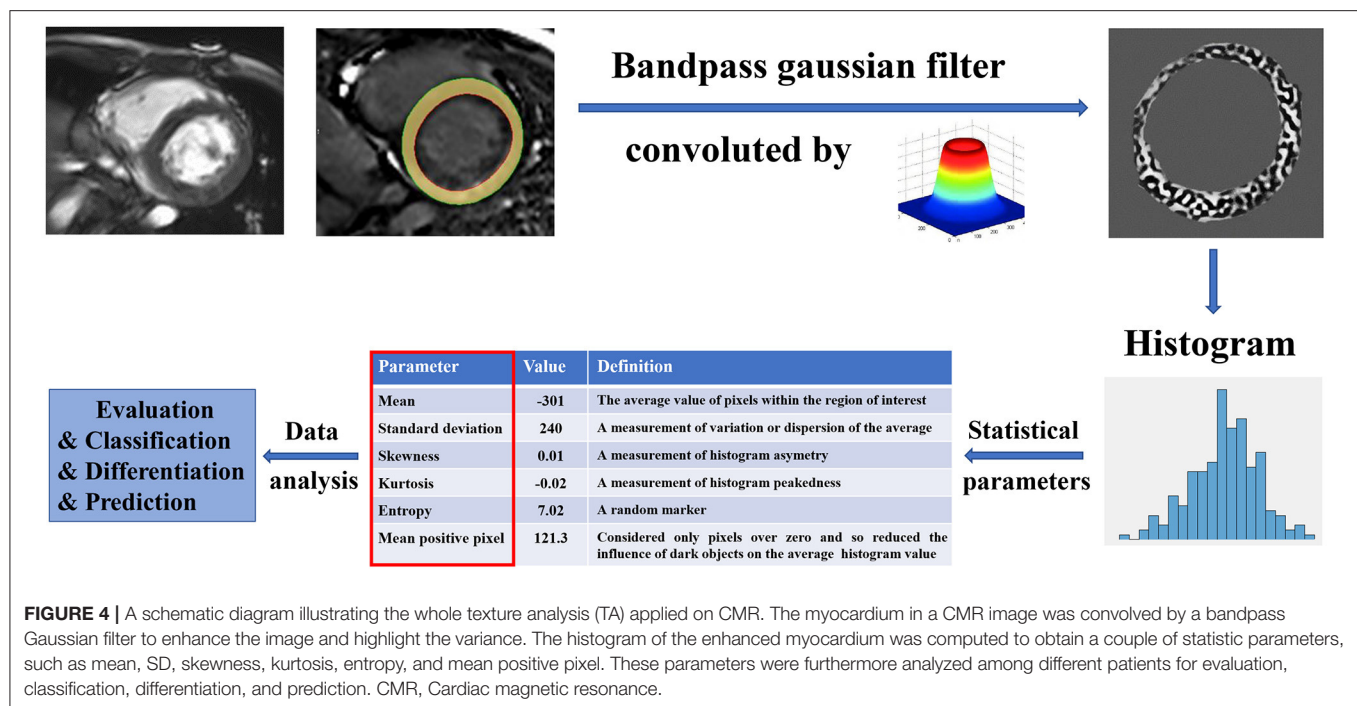 Bandpass gaussian filter
convoluted by
Histogram
Statistical
parameters
Parameter Value Definition
Mean -301 The average value of pixels within the region of interest
Standard deviation 240 A measurement of variation or dispersion of the average
Skewness 0.01 A measurement of histogram asymetry
Kurtosis -0.02 A measurement of histogram peakedness
Entropy 7.02 A random marker
Mean positive pixel 121.3 Considered only pixels over zero and so reduced the
influence of dark objects on the average histogram value
Data
analysis
Evaluation
& Classification
& Differentiation
& Prediction
FIGURE 4 | A schematic diagram illustrating the whole texture analysis (TA) applied on CMR. The myocardium in a CMR image was convolved by a bandpass
Gaussian filter to enhance the image and highlight the variance. The histogram of the enhanced myocardium was computed to obtain a couple of statistic parameters,
such as mean, SD, skewness, kurtosis, entropy, and mean positive pixel. These parameters were furthermore analyzed among different patients for evaluation,
classification, differentiation, and prediction. CMR, Cardiac magnetic resonance.